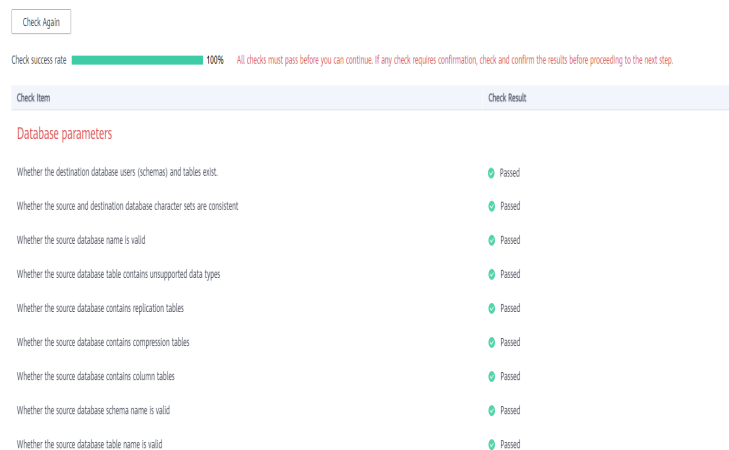 Check Again
Check success rate 100% All checks must pass before you can continue. If any check requires confirmation, check and confirm the results before proceeding to the next step.
Check Item Check Result
Database parameters
Whether the destination database users (schemas) and tables exist. Passed
Whether the source and destination database character sets are consistent Passed
Whether the source database name is valid Passed
Whether the source database table contains unsupported data types Passed
Whether the source database contains replication tables Passed
Whether the source database contains compression tables Passed
Whether the source database contains column tables Passed
Whether the source database schema name is valid Passed
Whether the source database table name is valid Passed